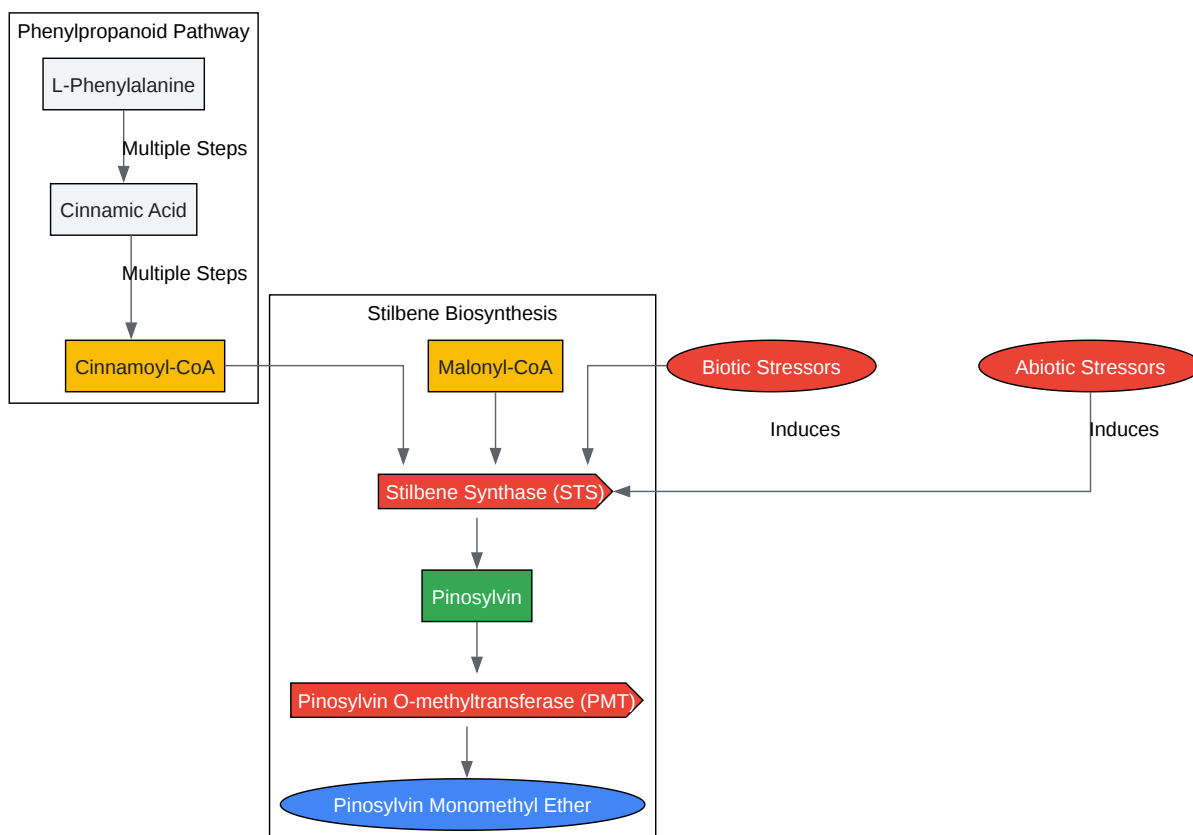 Phenylpropanoid Pathway
L-Phenylalanine
Multiple Steps
Cinnamic Acid
Multiple Steps
Cinnamoyl-CoA
Stilbene Biosynthesis
Malonyl-CoA
Biotic Stressors
Abiotic Stressors
Induces
Induces
Stilbene Synthase (STS)
Pinosylvin
Pinosylvin O-methyltransferase (PMT)
Pinosylvin Monomethyl Ether